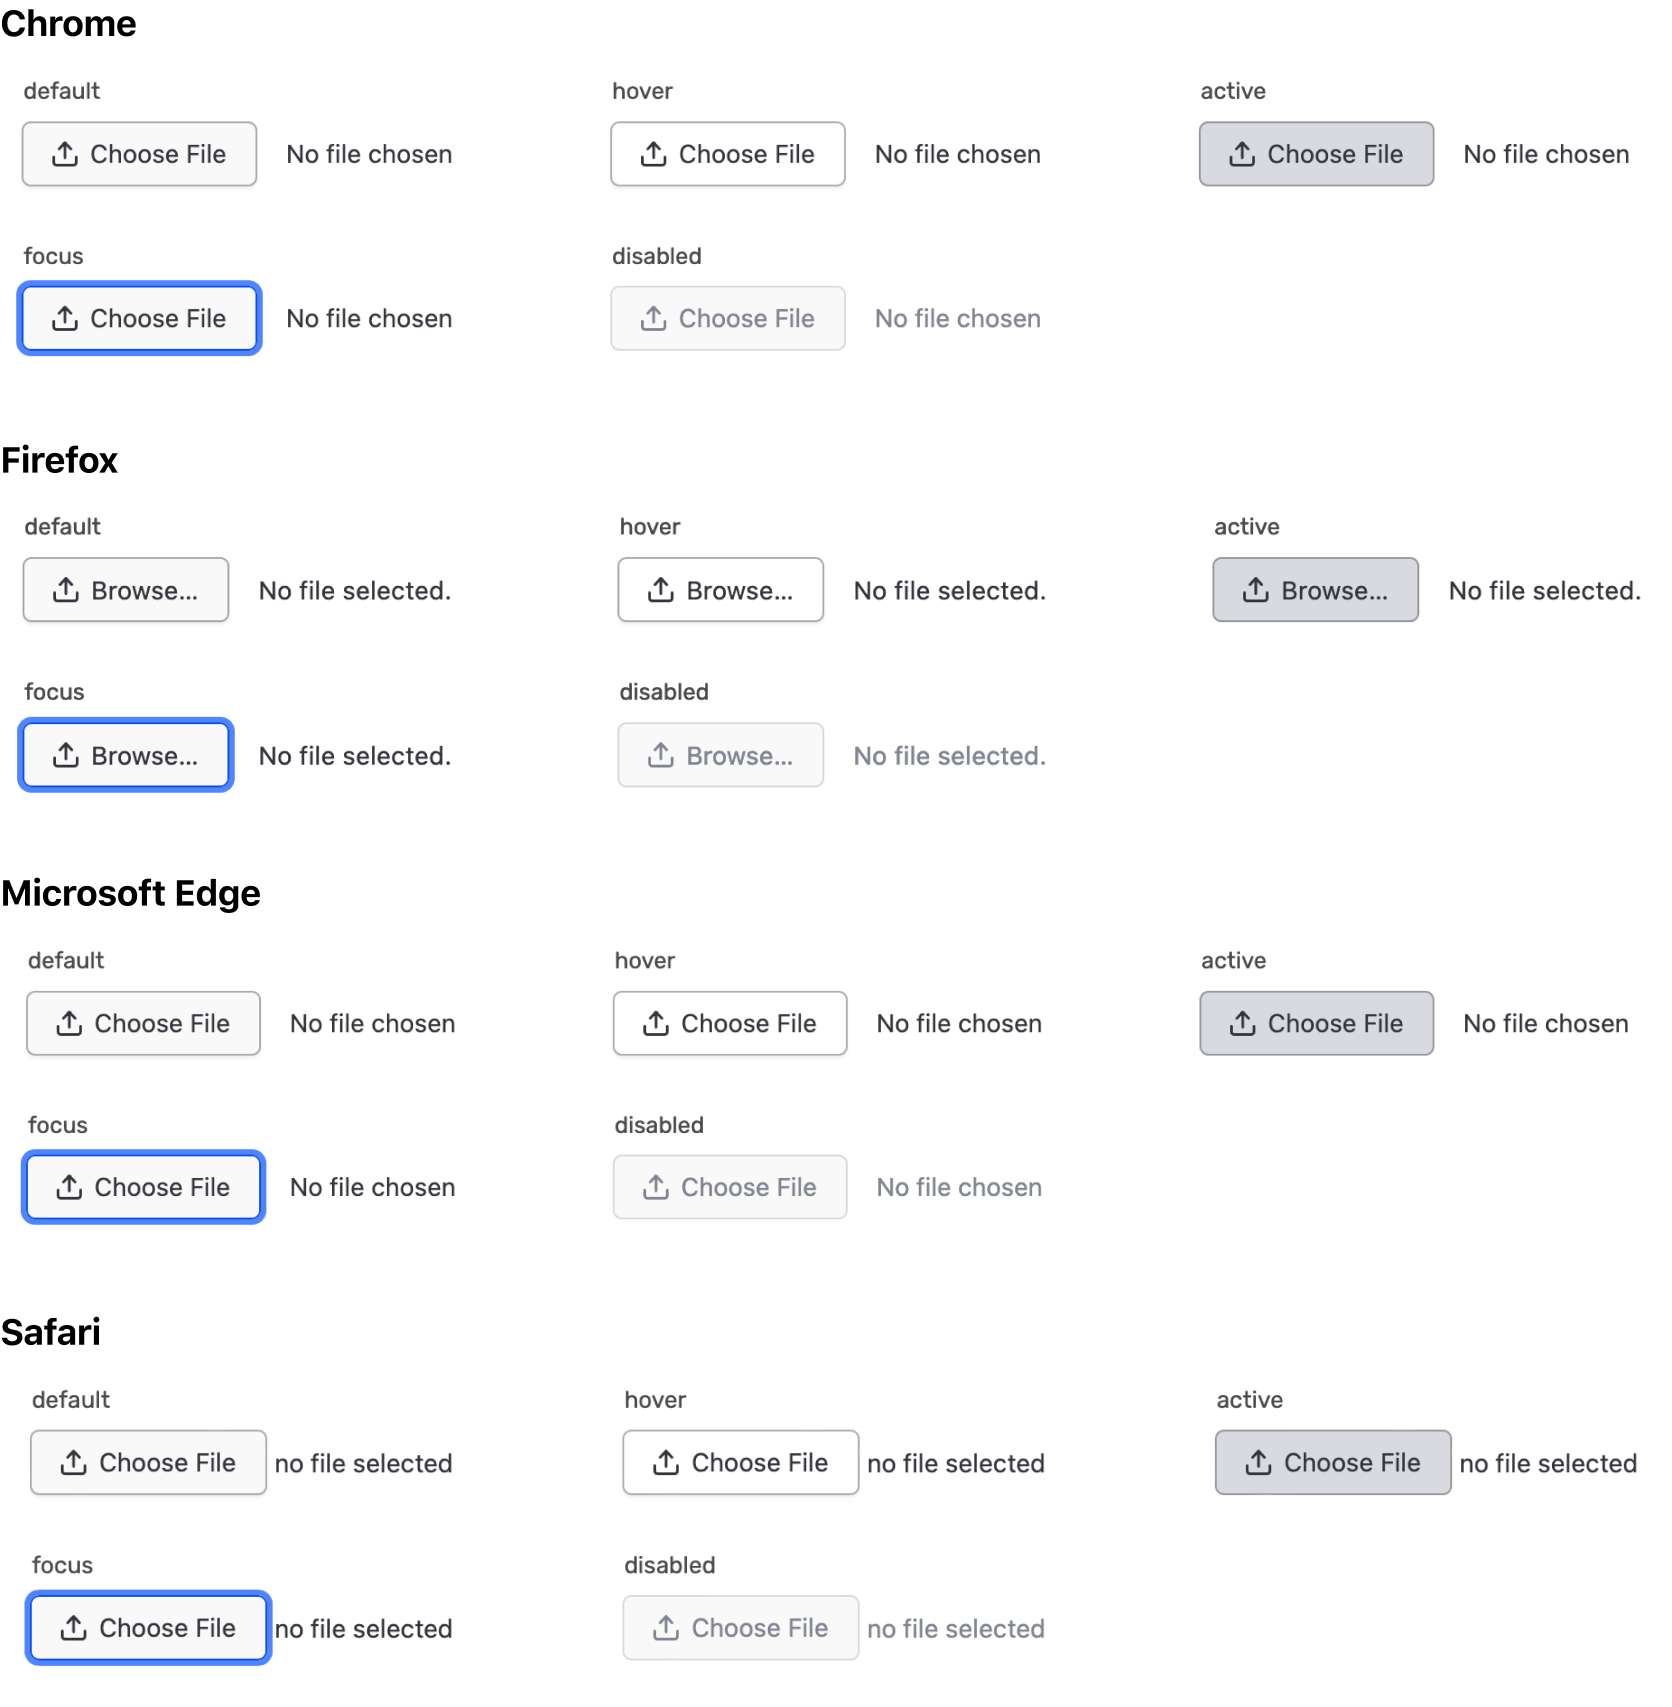 Chrome
default hover active
Choose File No file chosen Choose File No file chosen Choose File No file chosen
focus disabled
Choose File No file chosen Choose File No file chosen
Firefox
default hover active
Browse... No file selected. Browse... No file selected. Browse... No file selected.
focus disabled
Browse... No file selected. Browse... No file selected.
Microsoft Edge
default hover active
Choose File No file chosen Choose File No file chosen Choose File No file chosen
focus disabled
Choose File No file chosen Choose File No file chosen
Safari
default hover active
Choose File no file selected Choose File no file selected Choose File no file selected
focus disabled
Choose File no file selected Choose File no file selected